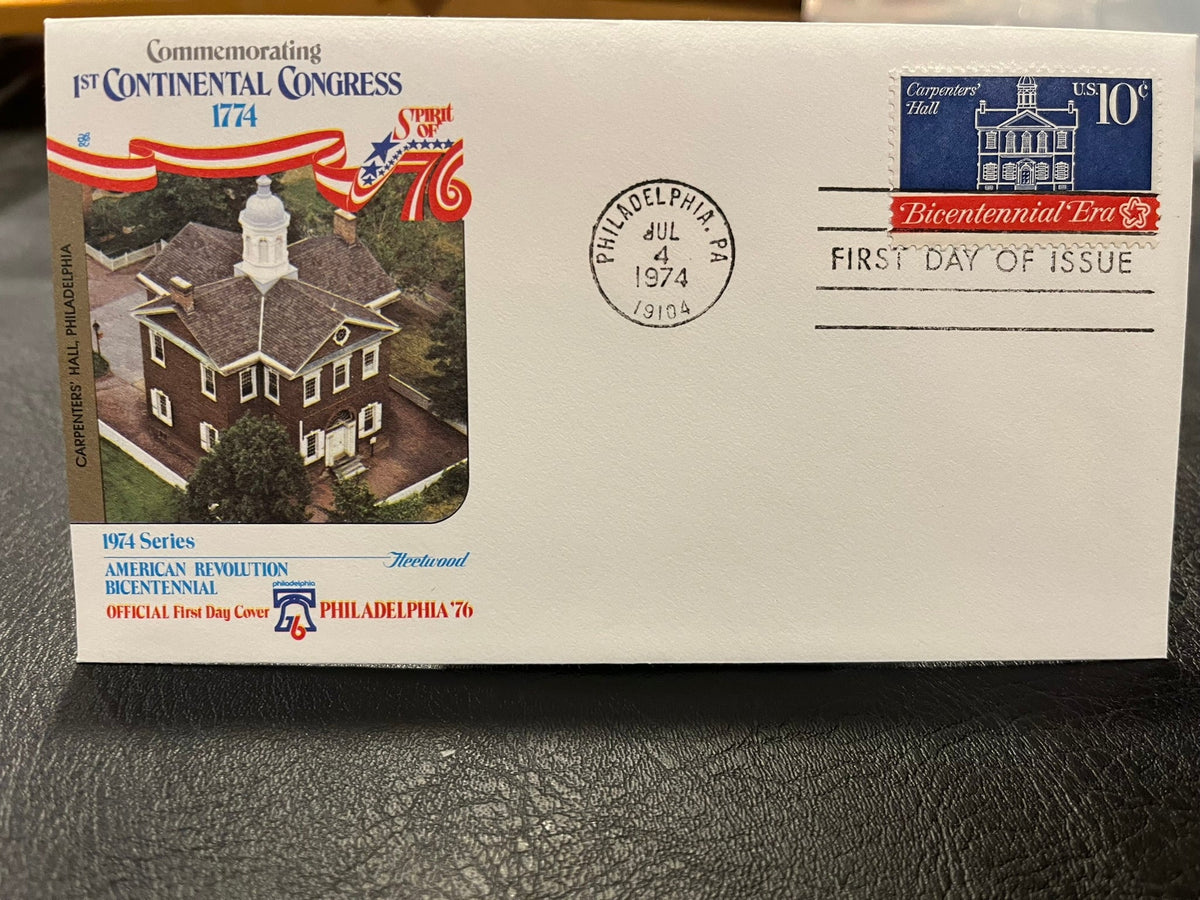 Commemorating
1ST CONTINENTAL CONGRESS
1774
SPIRIT
OF
'76
CARPENTERS' HALL, PHILADELPHIA
1974 Series
Fleetwood
AMERICAN REVOLUTION
BICENTENNIAL
OFFICIAL First Day Cover
philadelphia
76
PHILADELPHIA '76
PHILADELPHIA, PA
JUL
4
1974
19104
Carpenters'
Hall
U.S. 10¢
Bicentennial Era
FIRST DAY OF ISSUE